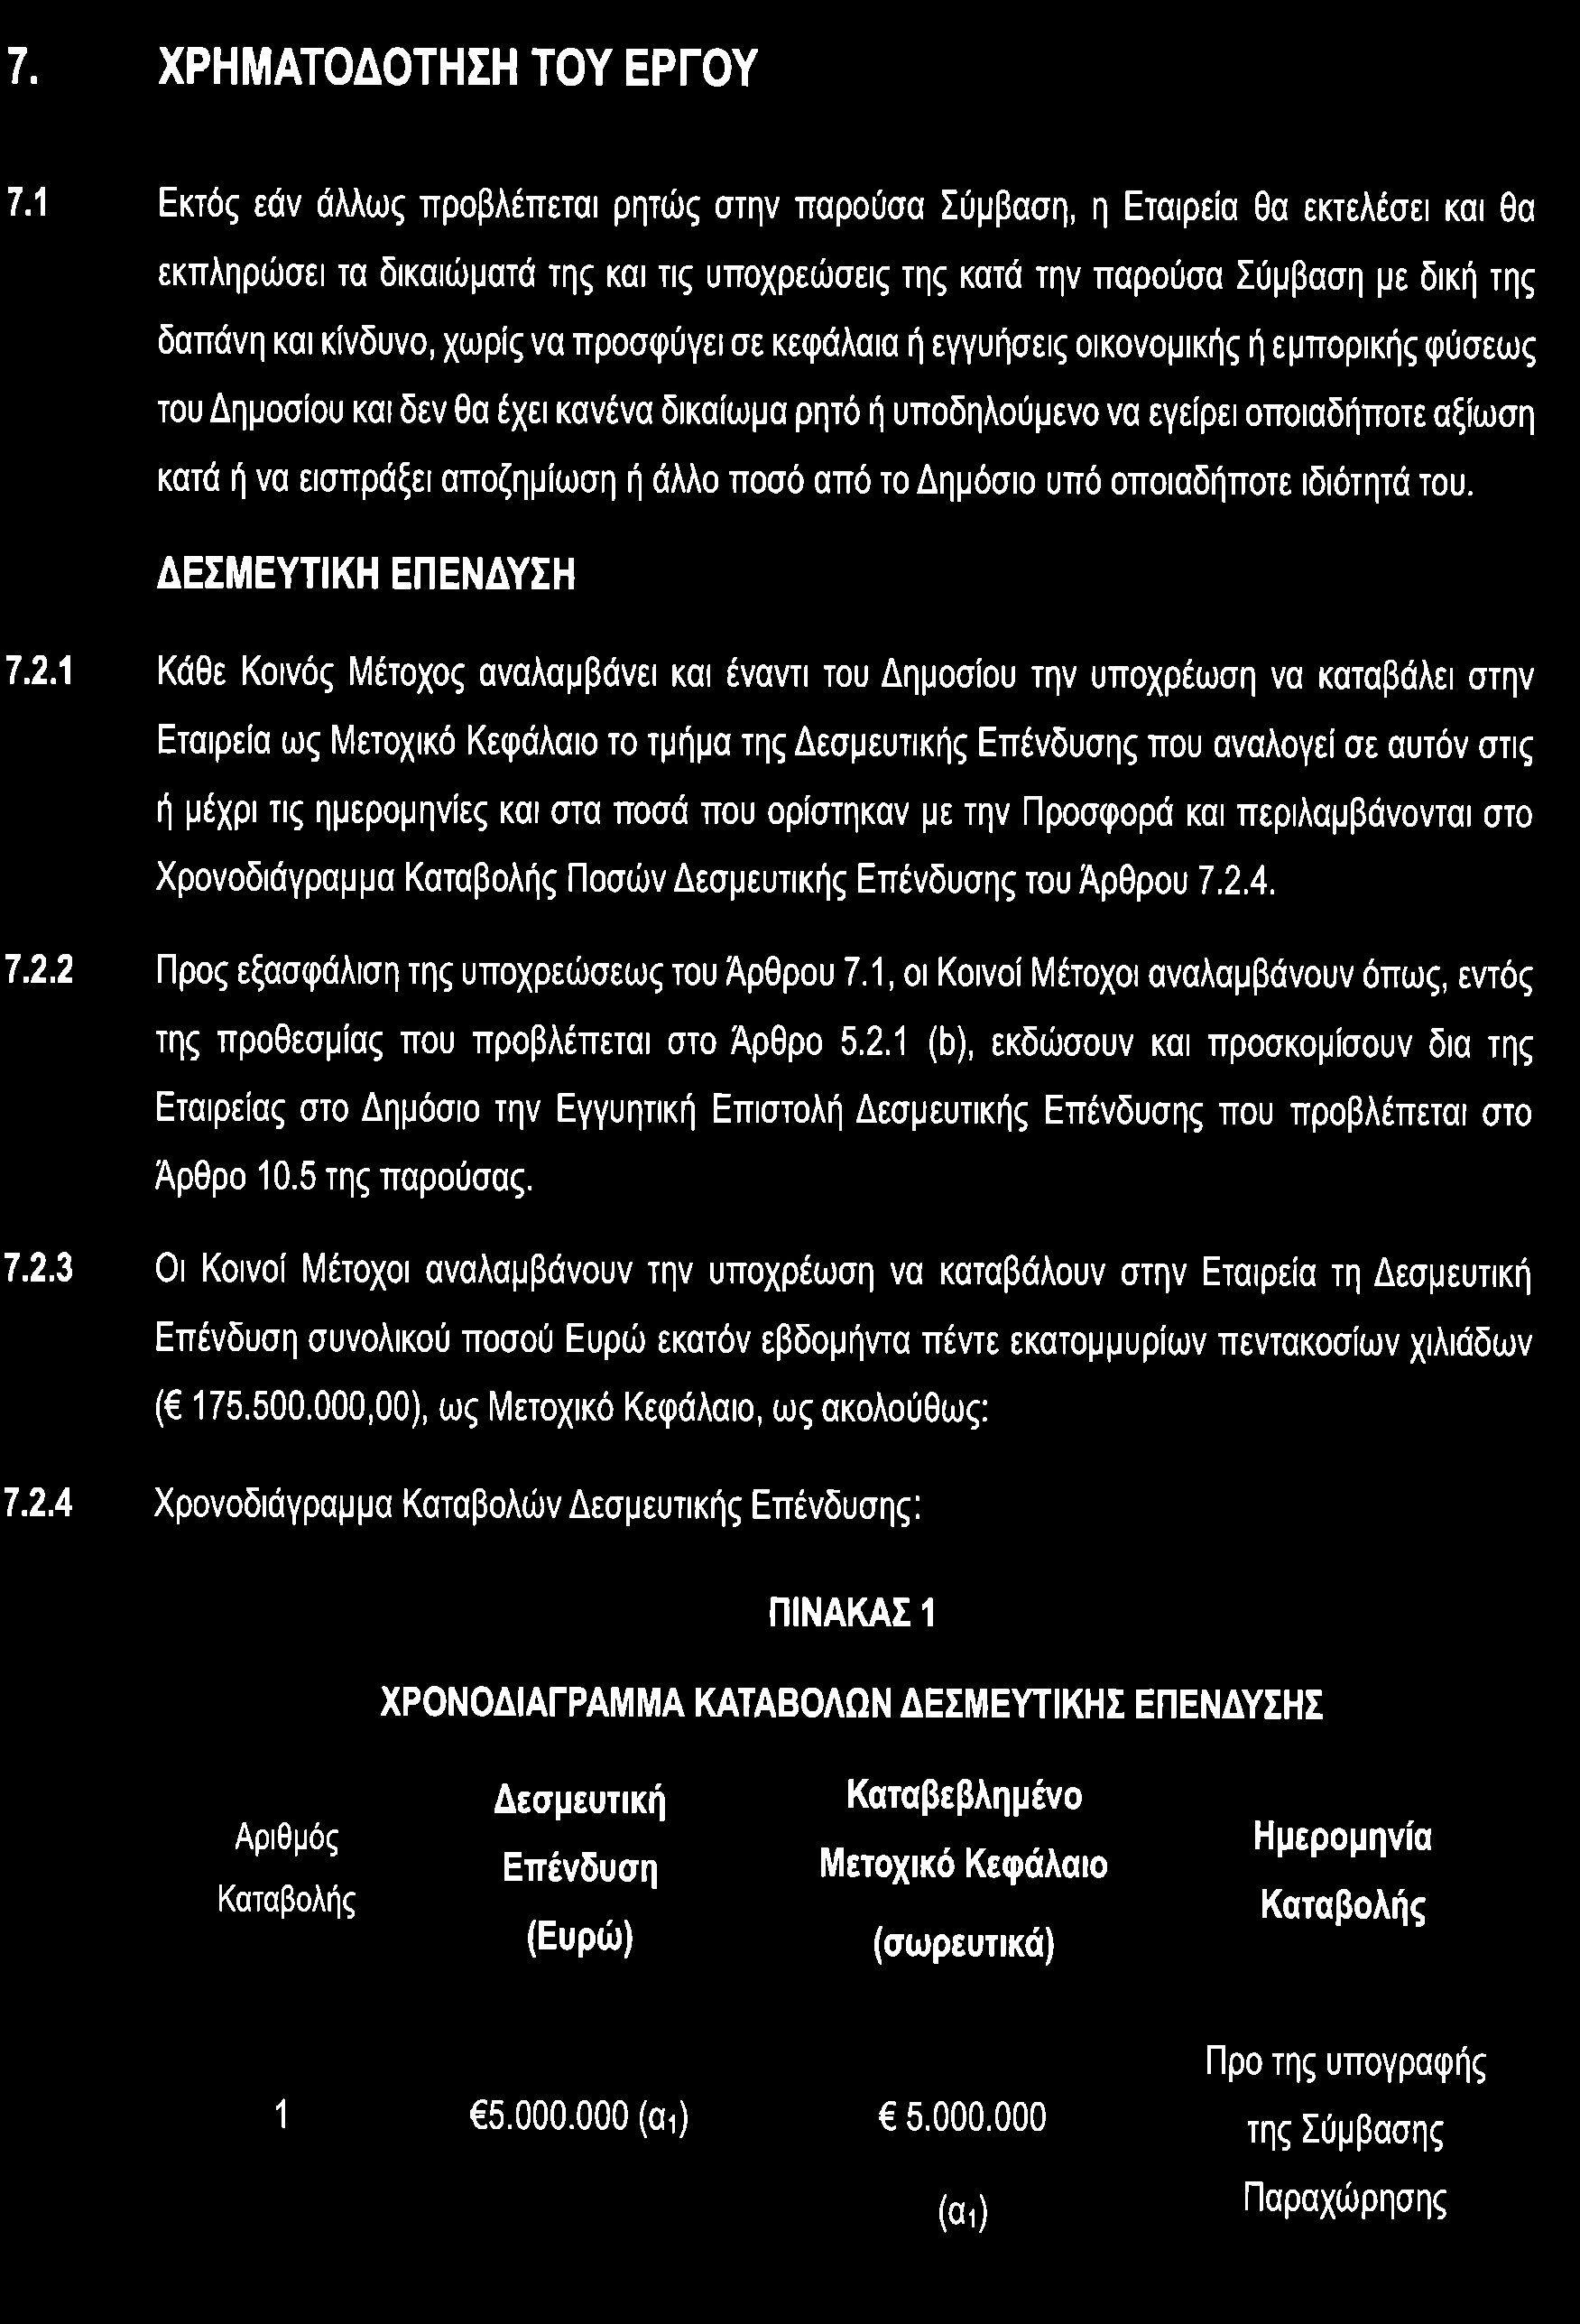 7. ΧΡΗΜΑΤΟΔΟΤΗΣΗ ΤΟΥ ΕΡΓΟΥ
7.1 Εκτός εάν άλλως προβλέπεται ρητώς στην παρούσα Σύμβαση, η Εταιρεία θα εκτελέσει και θα
εκπληρώσει τα δικαιώματά της και τις υποχρεώσεις της κατά την παρούσα Σύμβαση με δική της
δαπάνη και κίνδυνο, χωρίς να προσφύγει σε κεφάλαια ή εγγυήσεις οικονομικής ή εμπορικής φύσεως
του Δημοσίου και δεν θα έχει κανένα δικαίωμα ρητό ή υποδηλούμενο να εγείρει οποιαδήποτε αξίωση
κατά ή να εισπράξει αποζημίωση ή άλλο ποσό από το Δημόσιο υπό οποιαδήποτε ιδιότητά του.
ΔΕΣΜΕΥΤΙΚΗ ΕΠΕΝΔΥΣΗ
7.2.1 Κάθε Κοινός Μέτοχος αναλαμβάνει και έναντι του Δημοσίου την υποχρέωση να καταβάλει στην
Εταιρεία ως Μετοχικό Κεφάλαιο το τμήμα της Δεσμευτικής Επένδυσης που αναλογεί σε αυτόν στις
ή μέχρι τις ημερομηνίες και στα ποσά που ορίστηκαν με την Προσφορά και περιλαμβάνονται στο
Χρονοδιάγραμμα Καταβολής Ποσών Δεσμευτικής Επένδυσης του Άρθρου 7.2.4.
7.2.2 Προς εξασφάλιση της υποχρεώσεως του Άρθρου 7.1, οι Κοινοί Μέτοχοι αναλαμβάνουν όπως, εντός
της προθεσμίας που προβλέπεται στο Άρθρο 5.2.1 (b), εκδώσουν και προσκομίσουν δια της
Εταιρείας στο Δημόσιο την Εγγυητική Επιστολή Δεσμευτικής Επένδυσης που προβλέπεται στο
Άρθρο 10.5 της παρούσας.
7.2.3 Οι Κοινοί Μέτοχοι αναλαμβάνουν την υποχρέωση να καταβάλουν στην Εταιρεία τη Δεσμευτική
Επένδυση συνολικού ποσού Ευρώ εκατόν εβδομήντα πέντε εκατομμυρίων πεντακοσίων χιλιάδων
(€ 175.500.000,00), ως Μετοχικό Κεφάλαιο, ως ακολούθως:
7.2.4 Χρονοδιάγραμμα Καταβολών Δεσμευτικής Επένδυσης:
ΠΙΝΑΚΑΣ 1
ΧΡΟΝΟΔΙΑΓΡΑΜΜΑ ΚΑΤΑΒΟΛΩΝ ΔΕΣΜΕΥΤΙΚΗΣ ΕΠΕΝΔΥΣΗΣ
Αριθμός
Καταβολής
Δεσμευτική
Επένδυση
(Ευρώ)
Καταβεβλημένο
Μετοχικό Κεφάλαιο
(σωρευτικά)
Ημερομηνία
Καταβολής
1
€5.000.000 (α₁)
€ 5.000.000
(α₁)
Προ της υπογραφής
της Σύμβασης
Παραχώρησης